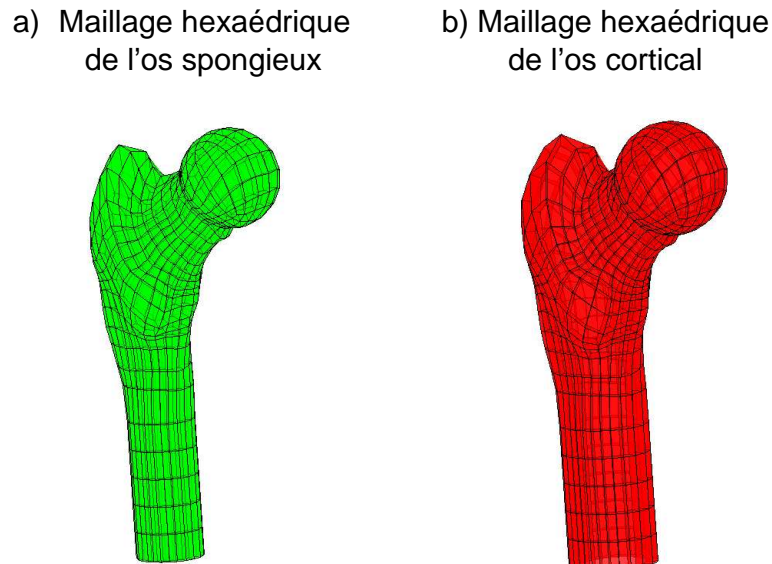 a) Maillage hexaédrique
de l’os spongieux
b) Maillage hexaédrique
de l’os cortical